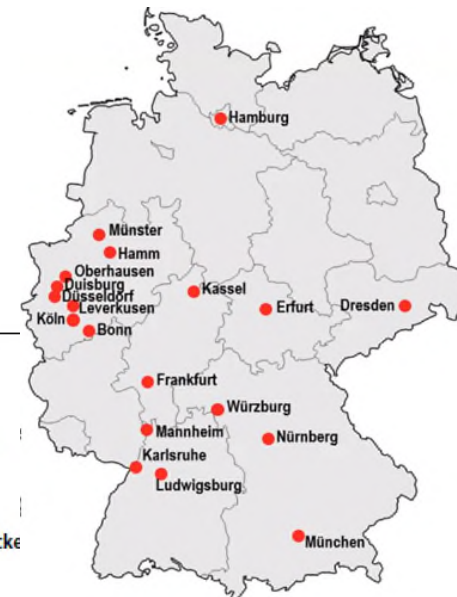 Hamburg
Münster
Hamm
Oberhausen
Duisburg
Düsseldorf
Leverkusen
Köln
Bonn
Kassel
Erfurt
Dresden
Frankfurt
Würzburg
Mannheim
Nürnberg
Karlsruhe
Ludwigsburg
München